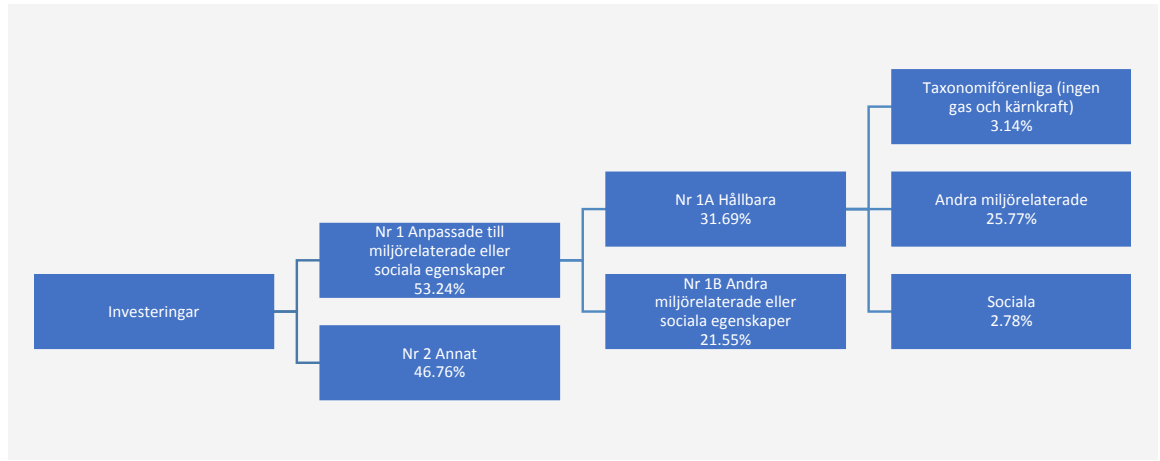 Investeringar
Nr 1 Anpassade till
miljörelaterade eller
sociala egenskaper
53.24%
Nr 2 Annat
46.76%
Nr 1A Hållbara
31.69%
Nr 1B Andra
miljörelaterade eller
sociala egenskaper
21.55%
Taxonomiförenliga (ingen
gas och kärnkraft)
3.14%
Andra miljörelaterade
25.77%
Sociala
2.78%